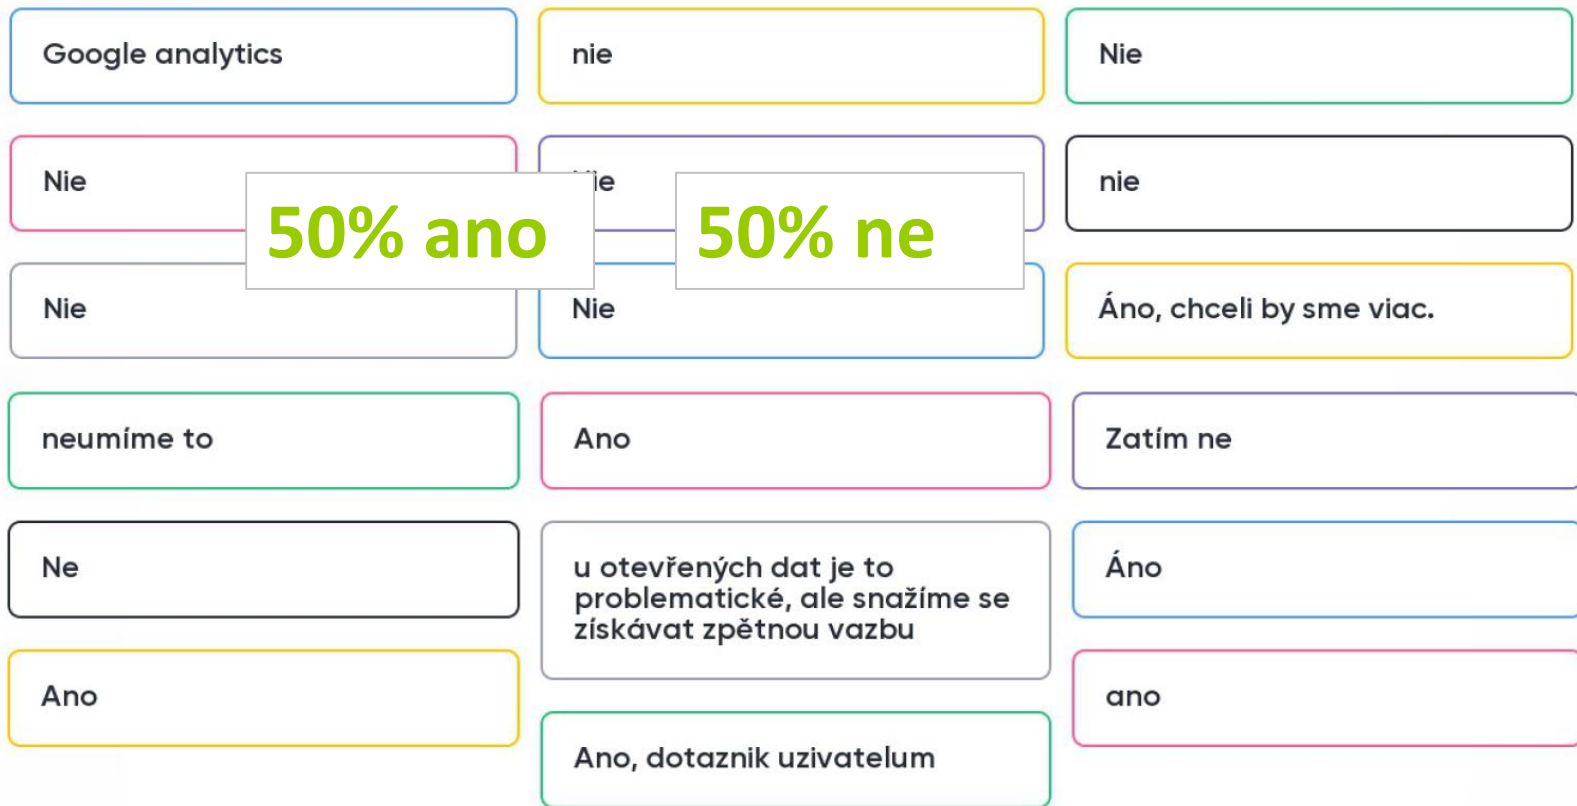 Google analytics
nie
Nie
Nie
Nie
nie
50% ano
50% ne
Nie
Nie
Áno, chceli by sme viac.
neumíme to
Ano
Zatím ne
Ne
u otevřených dat je to
problematické, ale snažíme se
získávat zpětnou vazbu
Áno
Ano
ano
Ano, dotaznik uzivatelum